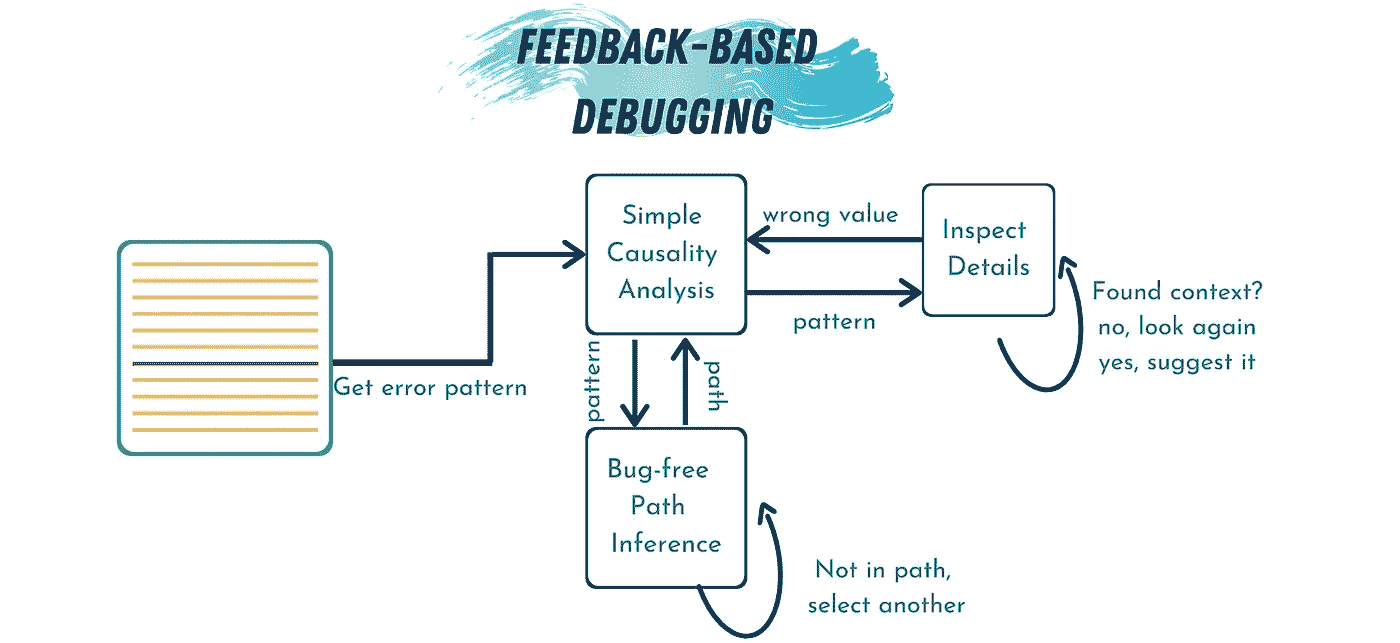 FEEDBACK-BASED
DEBUGGING
Simple
Causality
Analysis
wrong value
Inspect
Details
pattern
Found context?
no, look again
yes, suggest it
Get error pattern
pattern
path
Bug-free
Path
Inference
Not in path,
select another